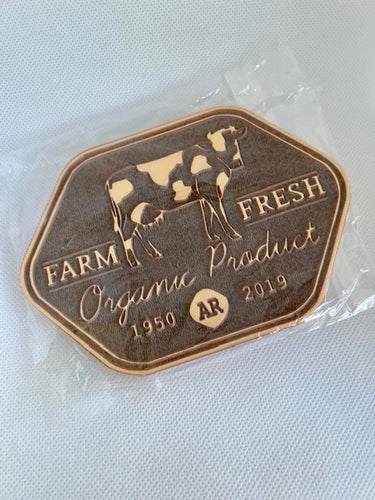 FARM FRESH
Organic Product
1950 AR 2019